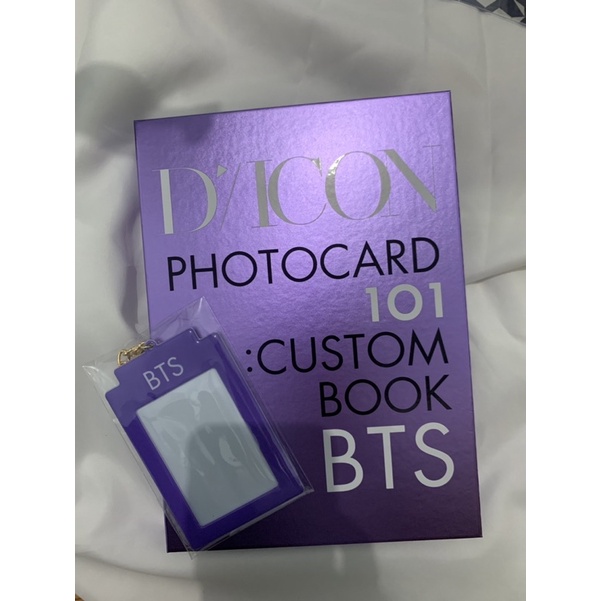 D'/ICON
PHOTOCARD
101
:CUSTOM
BOOK
BTS
BTS